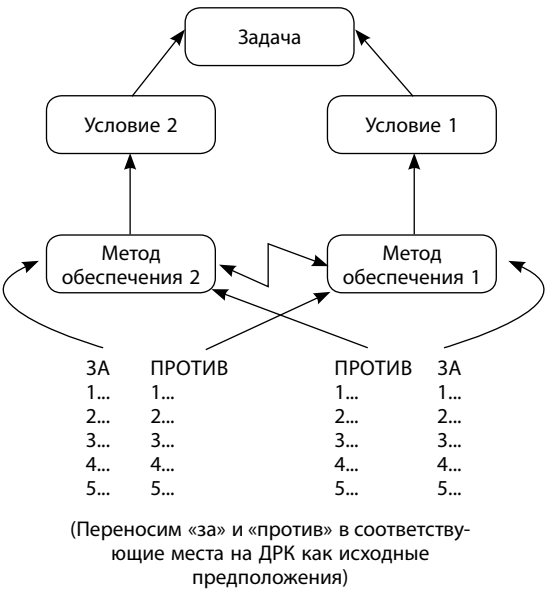 Задача
Условие 2 Условие 1
Метод
обеспечения 2
Метод
обеспечения 1
ЗА ПРОТИВ ПРОТИВ ЗА
1... 1... 1... 1...
2... 2... 2... 2...
3... 3... 3... 3...
4... 4... 4... 4...
5... 5... 5... 5...
(Переносим «за» и «против» в соответству-
ющие места на ДРК как исходные
предположения)